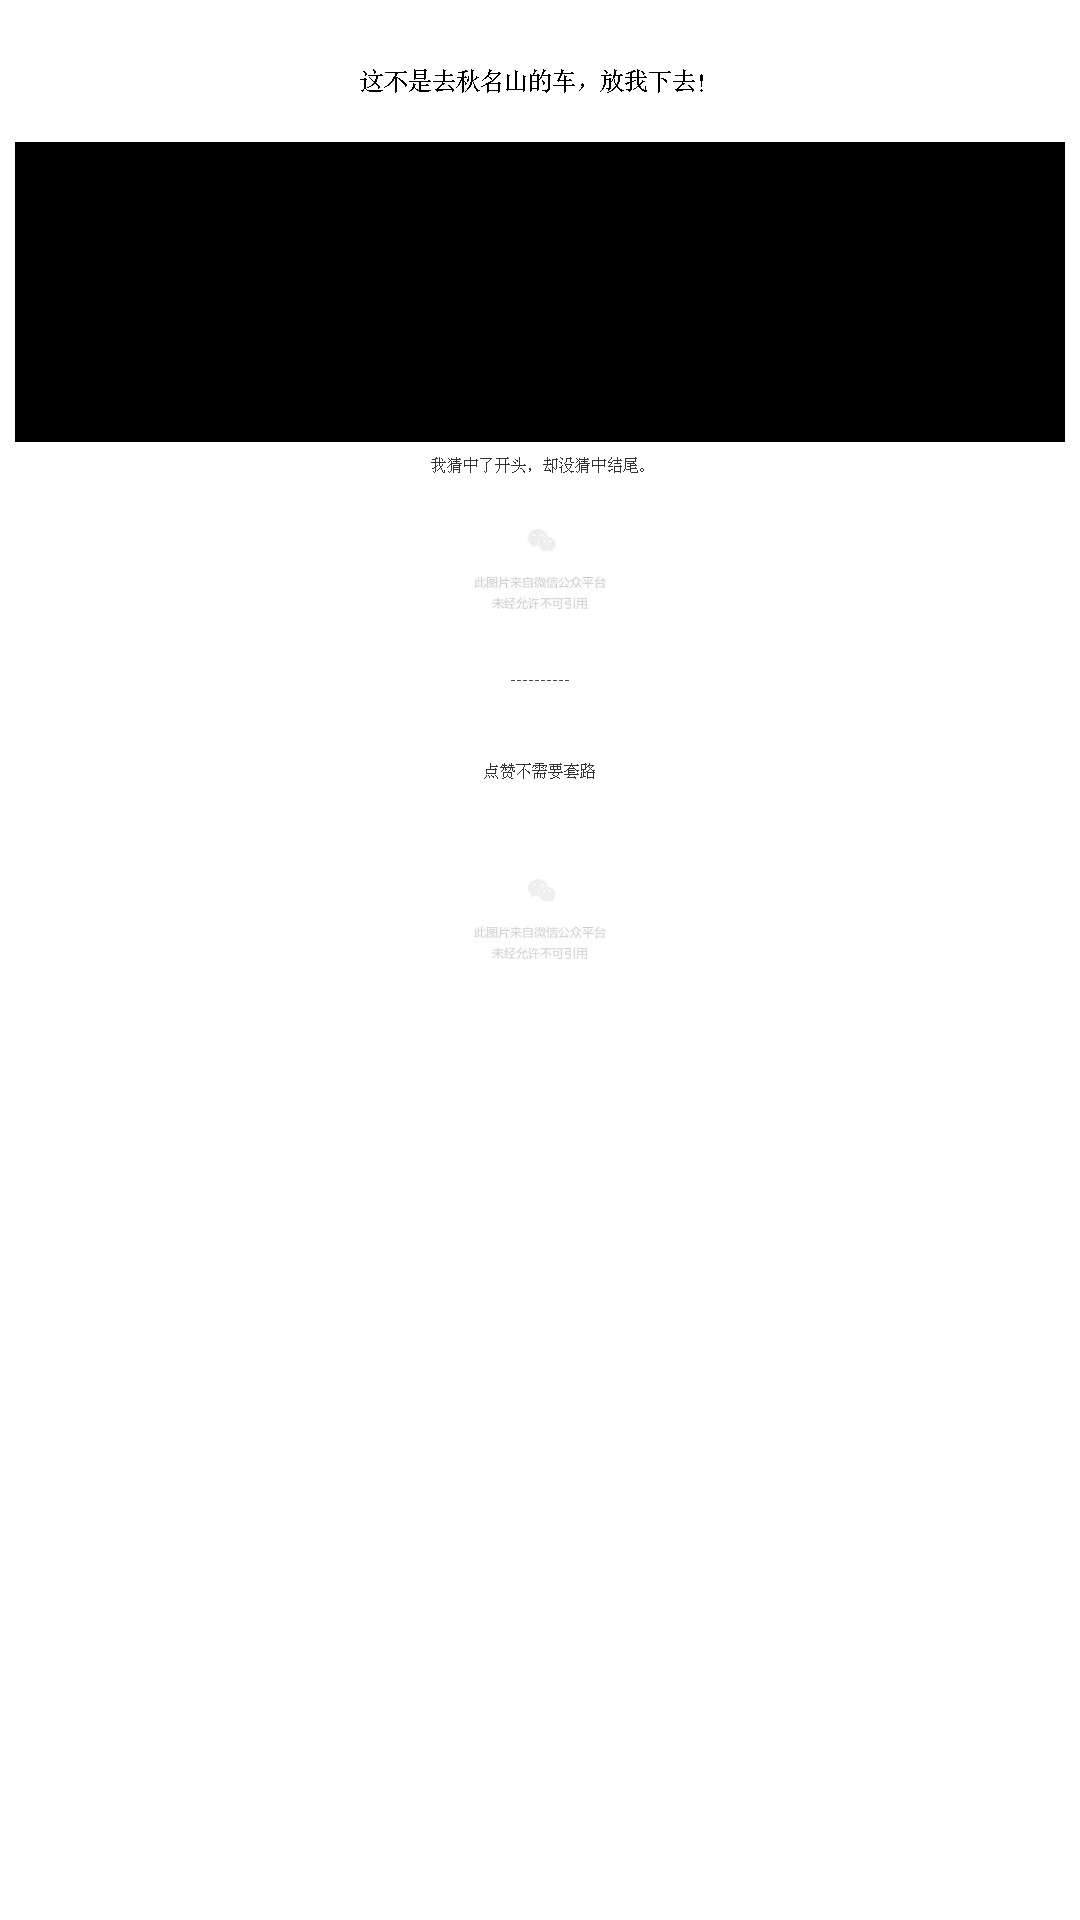 这不是去秋名山的车，放我下去!
我猜中了开头，却没猜中结尾。
此图片来自微信公众平台
未经允许不可引用
----------
点赞不需要套路
此图片来自微信公众平台
未经允许不可引用